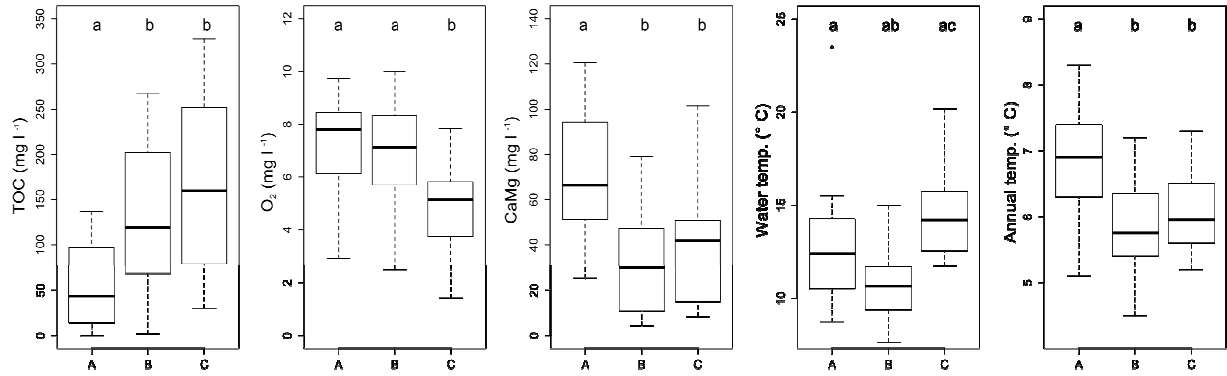 TOC (mg l⁻¹)
350
300
250
200
150
100
50
0
a b b
A B C
O₂ (mg l⁻¹)
12
10
8
6
4
2
0
a a b
A B C
CaMg (mg l⁻¹)
140
120
100
80
60
40
20
0
a b b
A B C
Water temp. (° C)
25
20
15
10
a ab ac
A B C
Annual temp. (° C)
9
8
7
6
5
a b b
A B C